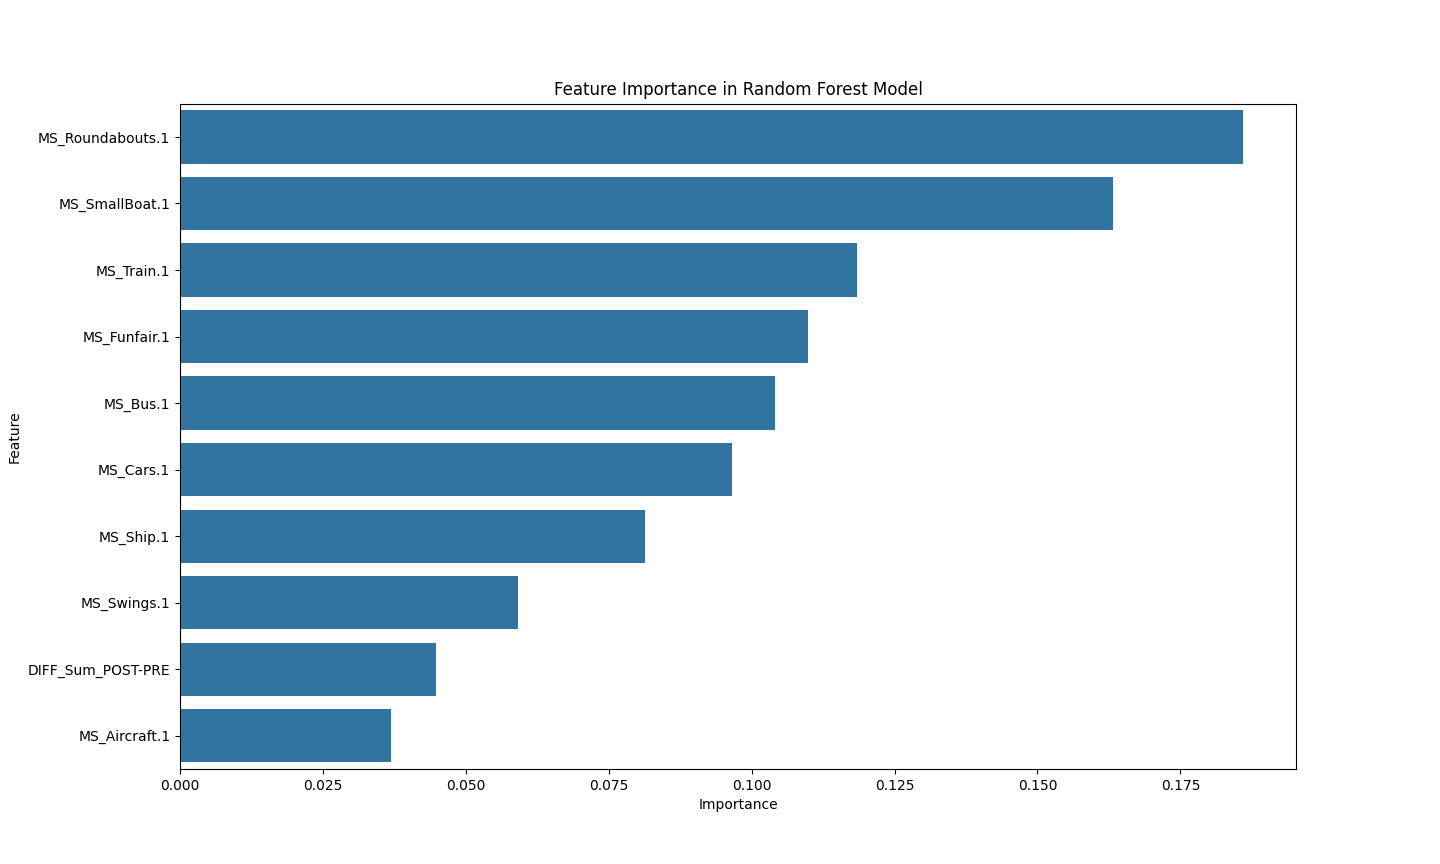 Feature Importance in Random Forest Model
MS_Roundabouts.1
MS_SmallBoat.1
MS_Train.1
MS_Funfair.1
MS_Bus.1
MS_Cars.1
MS_Ship.1
MS_Swings.1
DIFF_Sum_POST-PRE
MS_Aircraft.1
Feature
0.000 0.025 0.050 0.075 0.100 0.125 0.150 0.175
Importance